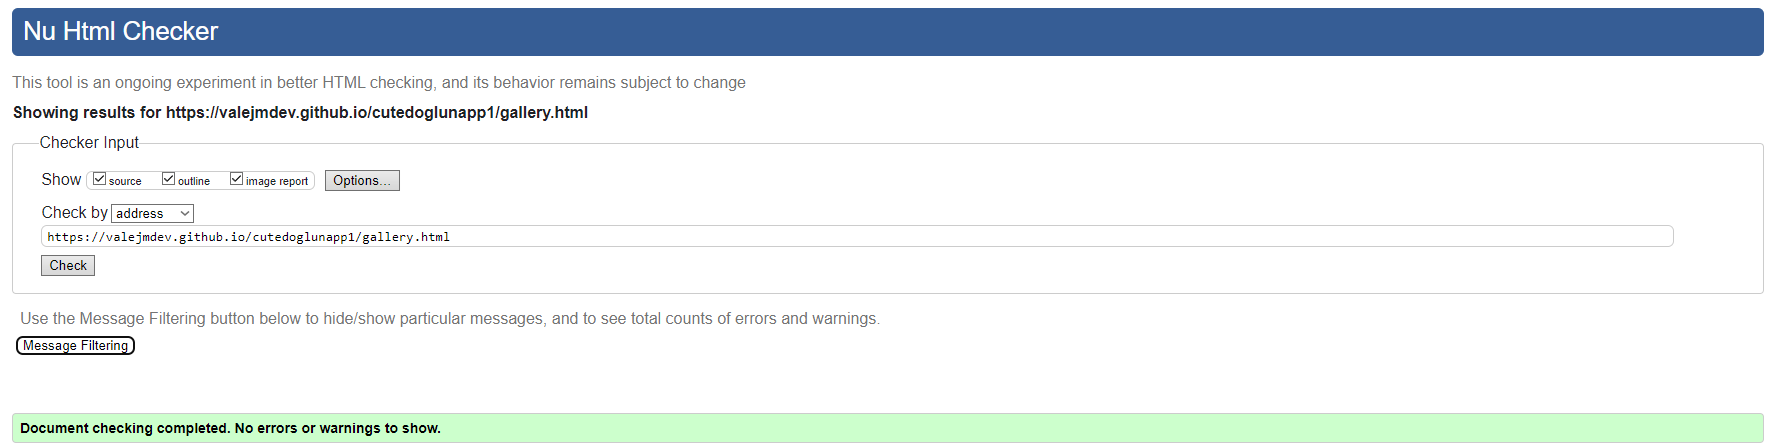 Nu Html Checker
This tool is an ongoing experiment in better HTML checking, and its behavior remains subject to change
Showing results for https://valejmdev.github.io/cutedoglunapp1/gallery.html
Checker Input
Show source outline image report Options...
Check by address
https://valejmdev.github.io/cutedoglunapp1/gallery.html
Check
Use the Message Filtering button below to hide/show particular messages, and to see total counts of errors and warnings.
Message Filtering
Document checking completed. No errors or warnings to show.